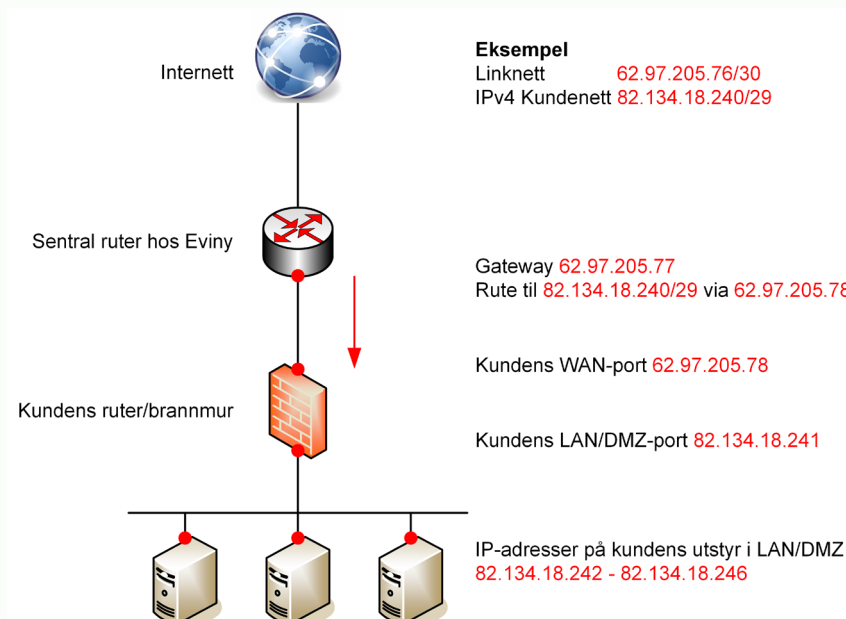 Internett
Eksempel
Linknett 62.97.205.76/30
IPv4 Kundenett 82.134.18.240/29
Sentral ruter hos Eviny
Gateway 62.97.205.77
Rute til 82.134.18.240/29 via 62.97.205.78
Kundens WAN-port 62.97.205.78
Kundens ruter/brannmur
Kundens LAN/DMZ-port 82.134.18.241
IP-adresser på kundens utstyr i LAN/DMZ
82.134.18.242 - 82.134.18.246